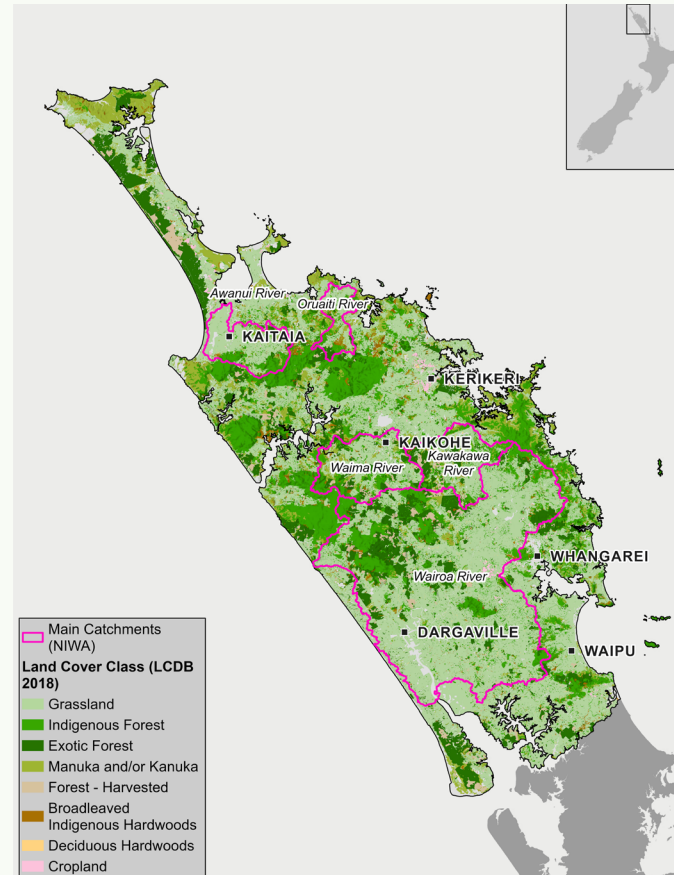 Awanui River
Oruaiti River
KAITAIA
KERIKERI
KAIKOHE
Kawakawa
River
Waima River
WHANGAREI
Wairoa River
DARGAVILLE
WAIPU
Main Catchments
(NIWA)
Land Cover Class (LCDB
2018)
Grassland
Indigenous Forest
Exotic Forest
Manuka and/or Kanuka
Forest - Harvested
Broadleaved
Indigenous Hardwoods
Deciduous Hardwoods
Cropland